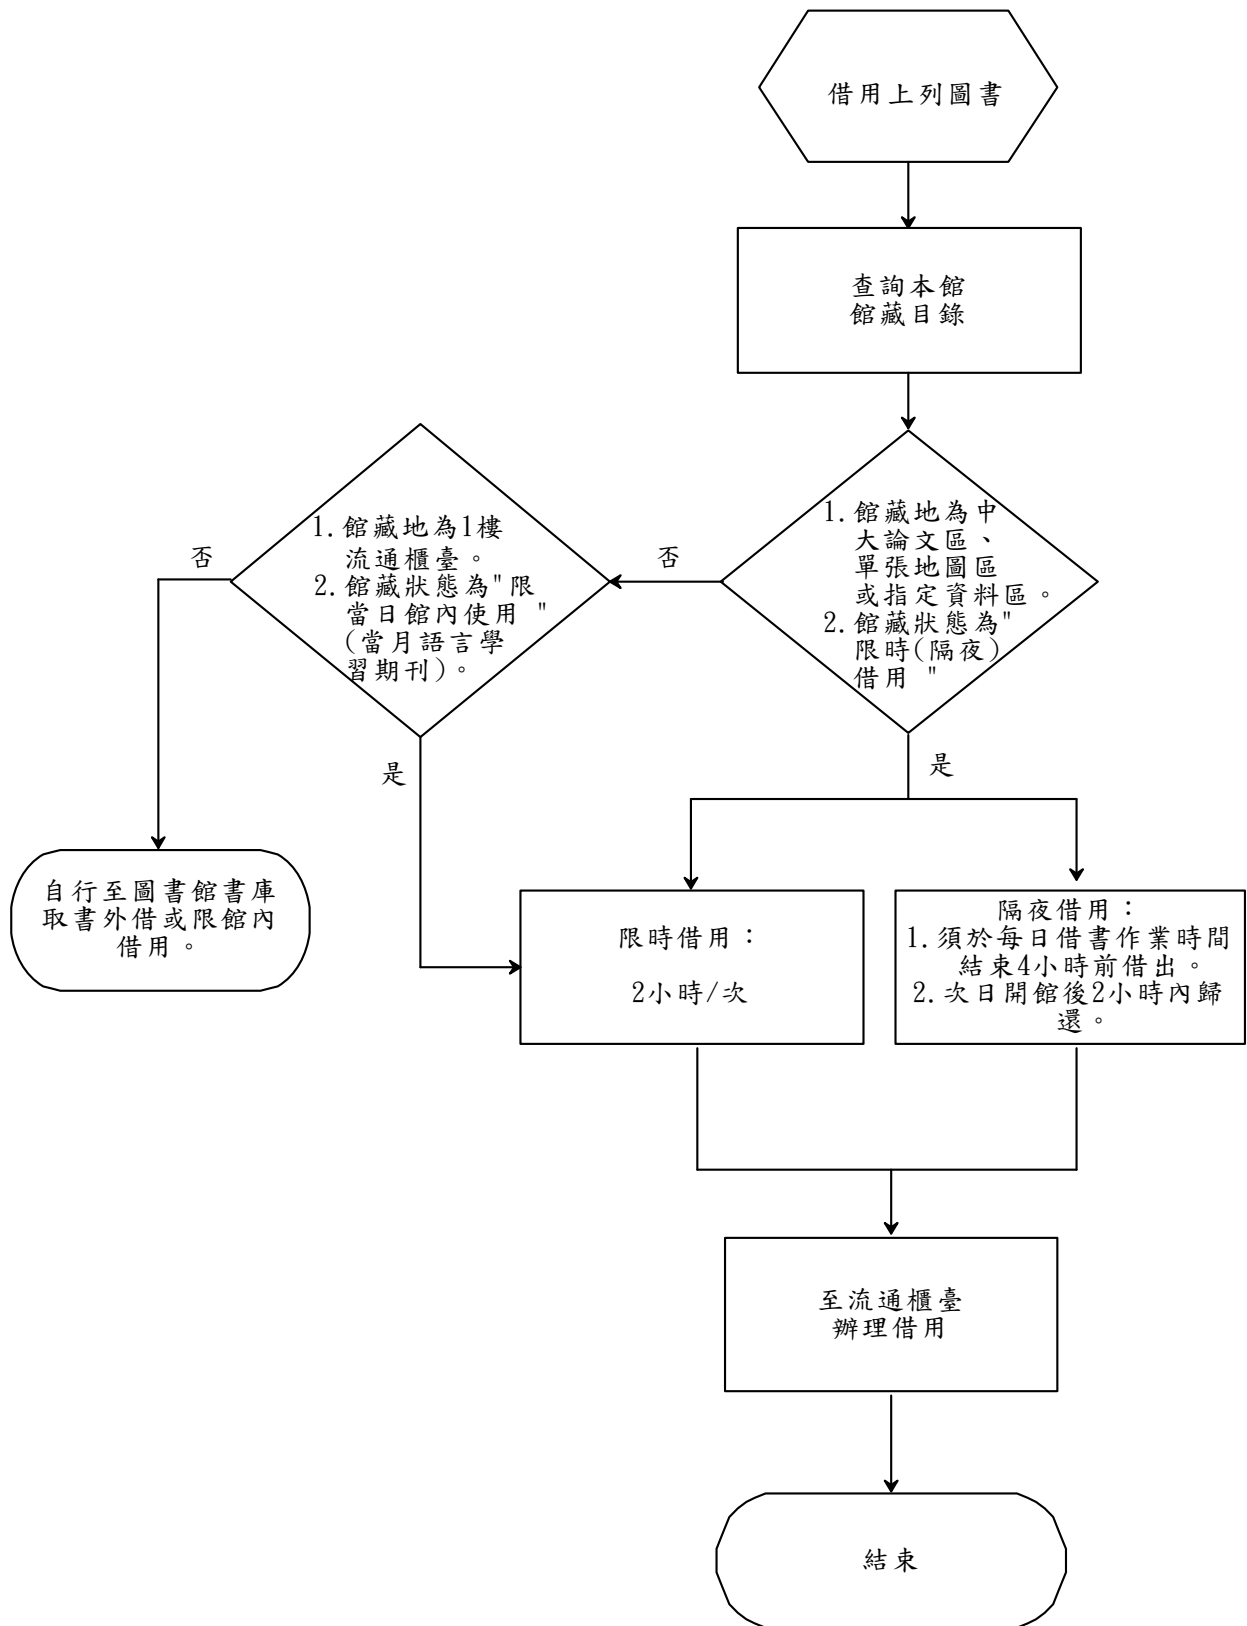 借用上列圖書
查詢本館
館藏目錄
1.館藏地為中
大論文區、
單張地圖區
或指定資料區。
2.館藏狀態為"
限時(隔夜)
借用 "
否
1.館藏地為1樓
流通櫃臺。
2.館藏狀態為"限
當日館內使用 "
(當月語言學
習期刊)。
否
是
是
自行至圖書館書庫
取書外借或限館內
借用。
限時借用：
2小時/次
隔夜借用：
1.須於每日借書作業時間
結束4小時前借出。
2.次日開館後2小時內歸
還。
至流通櫃臺
辦理借用
結束